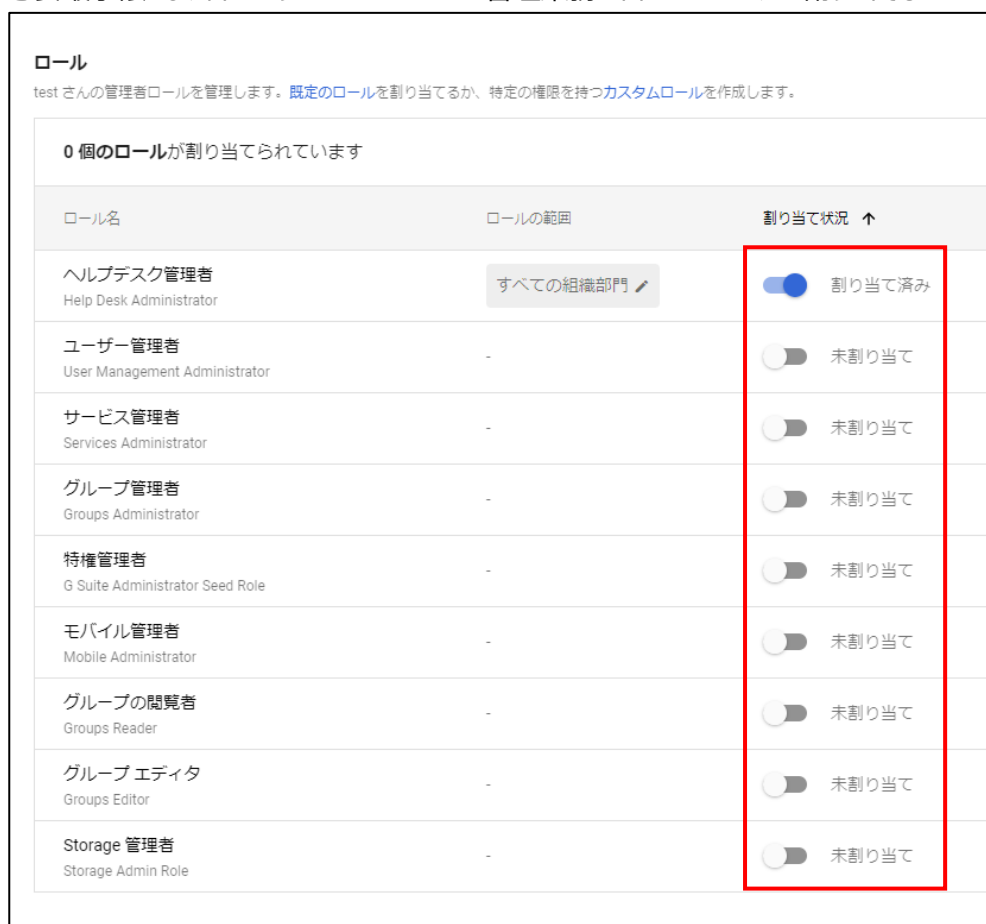 ロール
test さんの管理者ロールを管理します。既定のロールを割り当てるか、特定の権限を持つカスタムロールを作成します。
0 個のロールが割り当てられています
ロール名 ロールの範囲 割り当て状況 ↑
ヘルプデスク管理者 すべての組織部門 割り当て済み
Help Desk Administrator
ユーザー管理者 - 未割り当て
User Management Administrator
サービス管理者 - 未割り当て
Services Administrator
グループ管理者 - 未割り当て
Groups Administrator
特権管理者 - 未割り当て
G Suite Administrator Seed Role
モバイル管理者 - 未割り当て
Mobile Administrator
グループの閲覧者 - 未割り当て
Groups Reader
グループ エディタ - 未割り当て
Groups Editor
Storage 管理者 - 未割り当て
Storage Admin Role